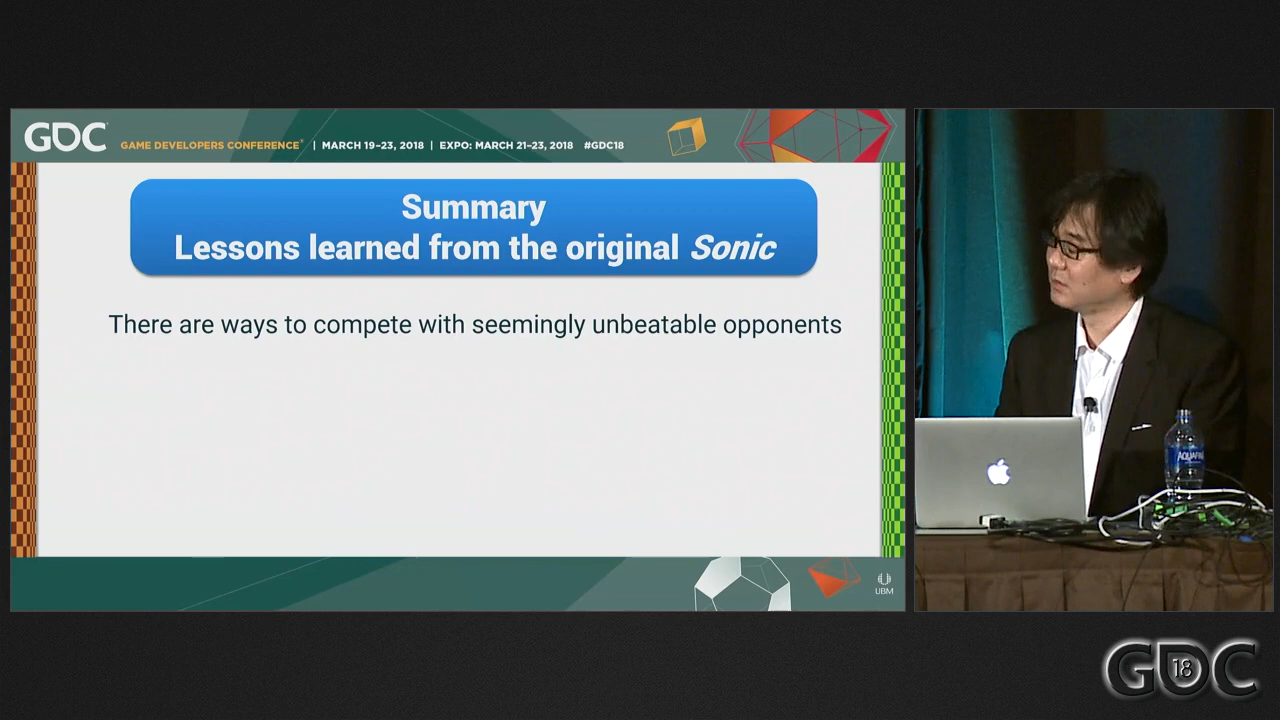 GDC
GAME DEVELOPERS CONFERENCE® | MARCH 19–23, 2018 | EXPO: MARCH 21–23, 2018 #GDC18
Summary
Lessons learned from the original Sonic
There are ways to compete with seemingly unbeatable opponents
UBM
AQUAFINA
GDC
18